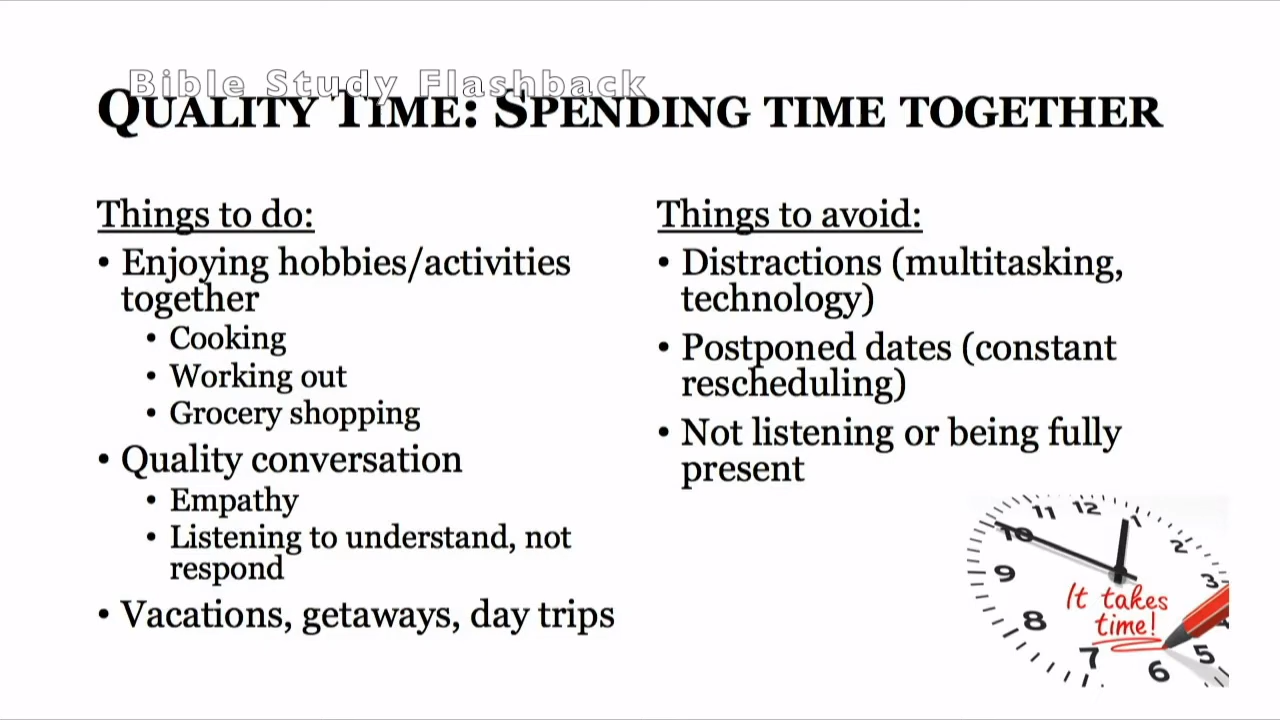 Bible Study Flashback
QUALITY TIME: SPENDING TIME TOGETHER
Things to do:
• Enjoying hobbies/activities
together
• Cooking
• Working out
• Grocery shopping
• Quality conversation
• Empathy
• Listening to understand, not
respond
• Vacations, getaways, day trips
Things to avoid:
• Distractions (multitasking,
technology)
• Postponed dates (constant
rescheduling)
• Not listening or being fully
present
11 12 1
10 2
9 3
8
7 6 5
It takes
time!